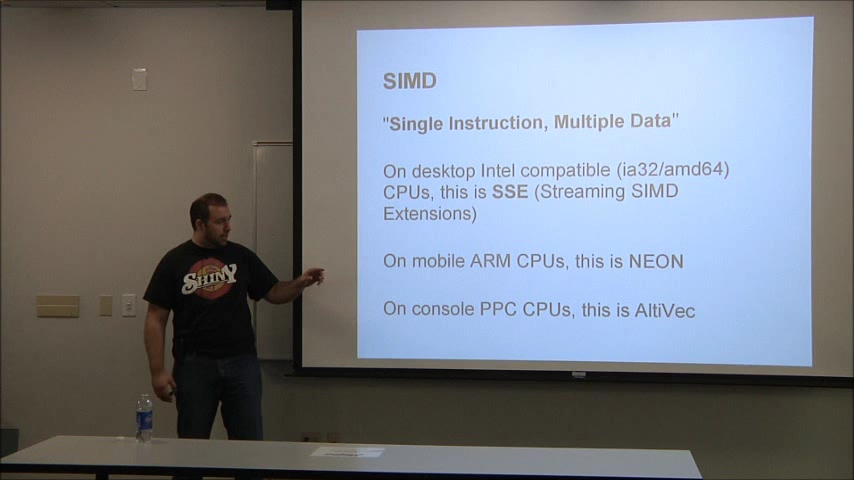 SIMD
"Single Instruction, Multiple Data"
On desktop Intel compatible (ia32/amd64)
CPUs, this is SSE (Streaming SIMD
Extensions)
On mobile ARM CPUs, this is NEON
On console PPC CPUs, this is AltiVec
SHINY